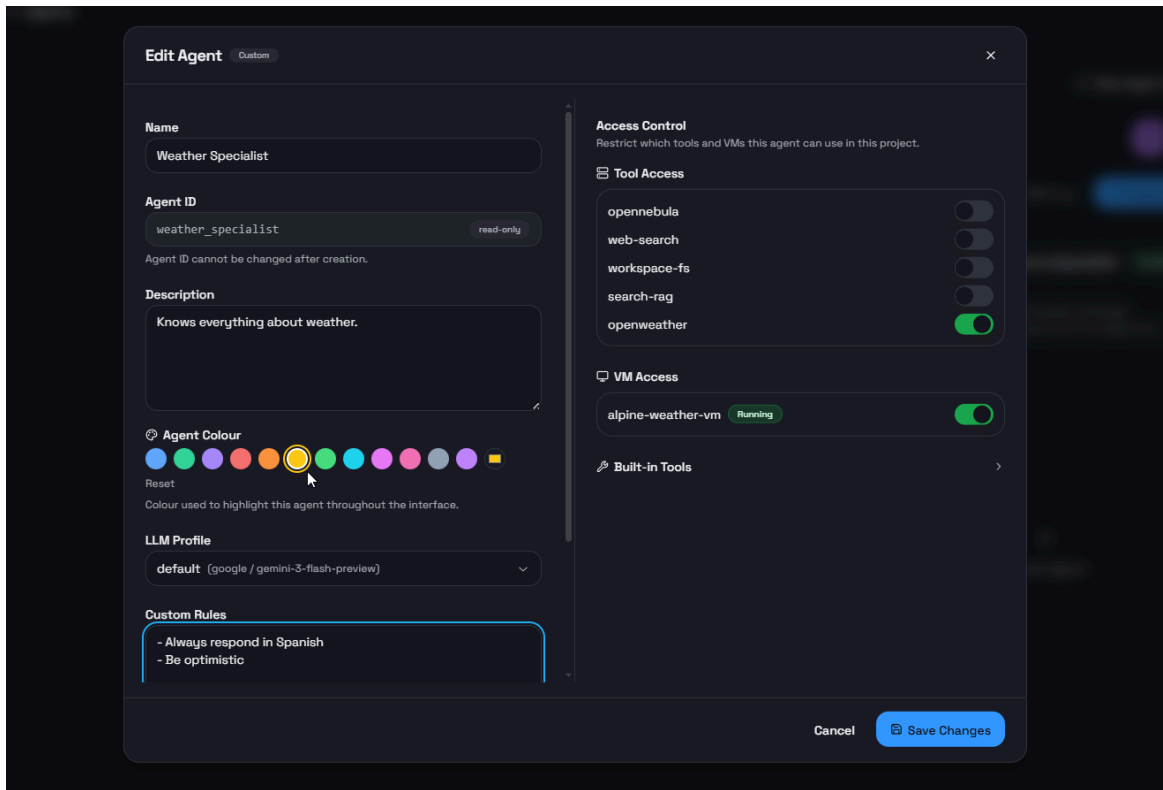 Edit Agent Custom
Name
Weather Specialist
Agent ID
weather_specialist read-only
Agent ID cannot be changed after creation.
Description
Knows everything about weather.
Agent Colour
Reset
Colour used to highlight this agent throughout the interface.
LLM Profile
default (google / gemini-3-flash-preview)
Custom Rules
- Always respond in Spanish
- Be optimistic
Access Control
Restrict which tools and VMs this agent can use in this project.
Tool Access
opennebula
web-search
workspace-fs
search-rag
openweather
VM Access
alpine-weather-vm Running
Built-in Tools
Cancel
Save Changes